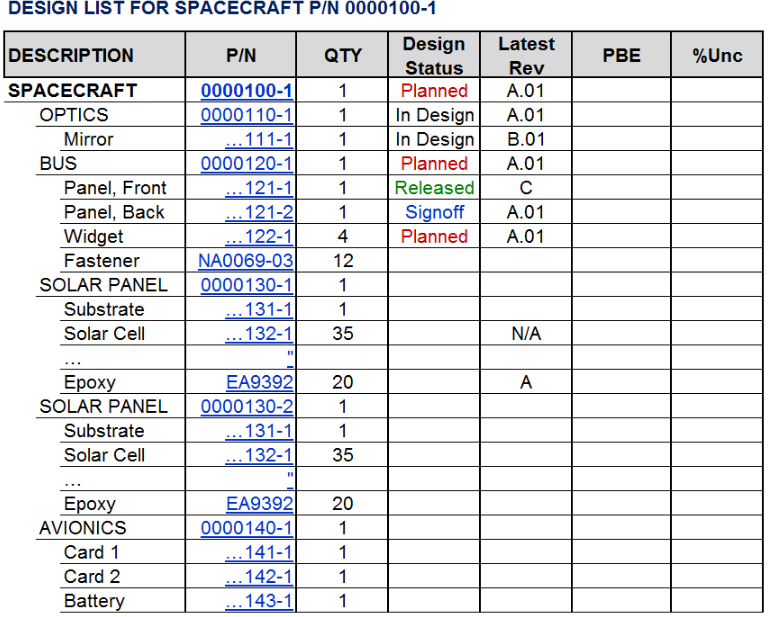 DESIGN LIST FOR SPACECRAFT P/N 0000100-1
DESCRIPTION P/N QTY Design Status Latest Rev PBE %Unc
SPACECRAFT 0000100-1 1 Planned A.01
OPTICS 0000110-1 1 In Design A.01
Mirror ...111-1 1 In Design B.01
BUS 0000120-1 1 Planned A.01
Panel, Front ...121-1 1 Released C
Panel, Back ...121-2 1 Signoff A.01
Widget ...122-1 4 Planned A.01
Fastener NA0069-03 12
SOLAR PANEL 0000130-1 1
Substrate ...131-1 1
Solar Cell ...132-1 35 N/A
... "
Epoxy EA9392 20 A
SOLAR PANEL 0000130-2 1
Substrate ...131-1 1
Solar Cell ...132-1 35
... "
Epoxy EA9392 20
AVIONICS 0000140-1 1
Card 1 ...141-1 1
Card 2 ...142-1 1
Battery ...143-1 1